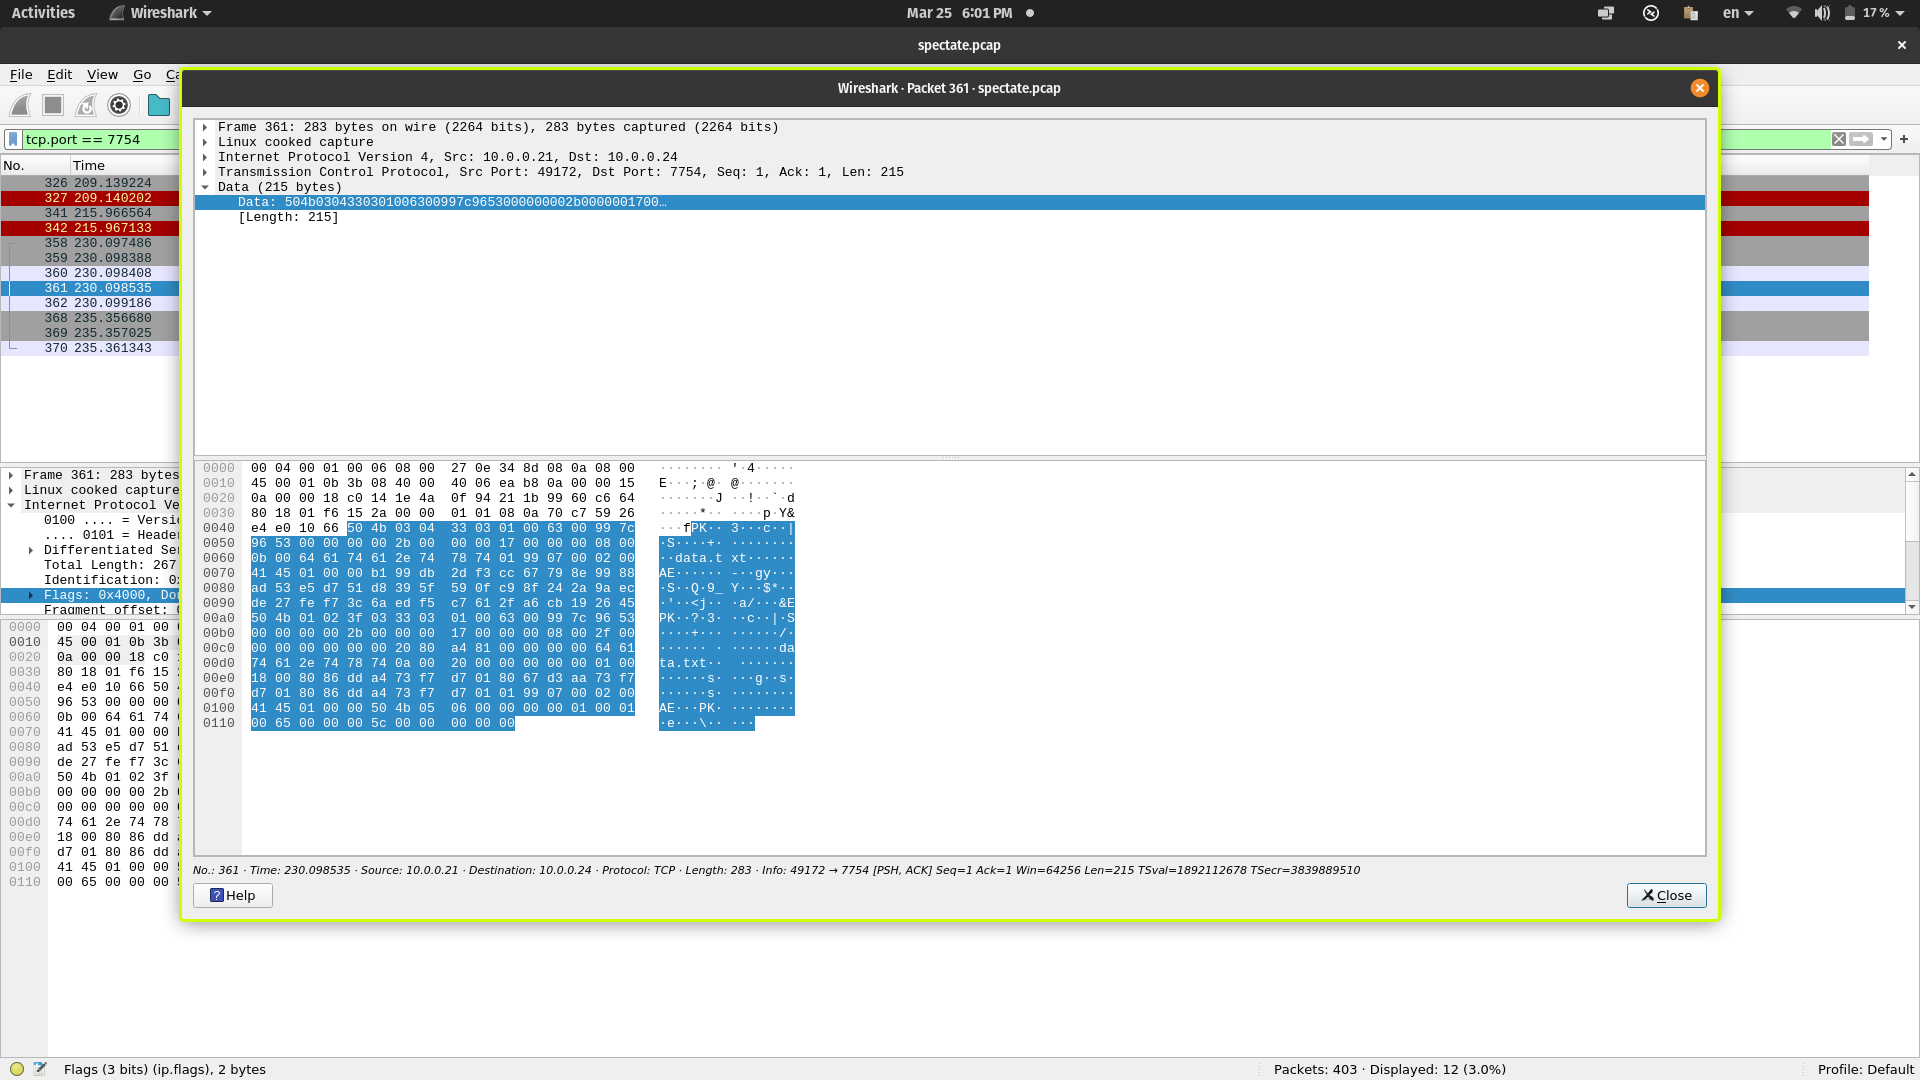 Activities Wireshark Mar 25 6:01 PM en 17 %
spectate.pcap
File Edit View Go Ca
Wireshark · Packet 361 · spectate.pcap
tcp.port == 7754
No. Time
326 209.139224
327 209.140202
341 215.966564
342 215.967133
358 230.097486
359 230.098388
360 230.098408
361 230.098535
362 230.099186
368 235.356680
369 235.357025
370 235.361343
Frame 361: 283 bytes on wire (2264 bits), 283 bytes captured (2264 bits)
Linux cooked capture
Internet Protocol Version 4, Src: 10.0.0.21, Dst: 10.0.0.24
Transmission Control Protocol, Src Port: 49172, Dst Port: 7754, Seq: 1, Ack: 1, Len: 215
Data (215 bytes)
Data: 504b0304330301006300997c9653000000002b0000001700…
[Length: 215]
0000 00 04 00 01 00 06 08 00 27 0e 34 8d 08 0a 08 00 ········ '·4·····
0010 45 00 01 0b 3b 08 40 00 40 06 ea b8 0a 00 00 15 E···;·@· @·······
0020 0a 00 00 18 c0 14 1e 4a 0f 94 21 1b 99 60 c6 64 ·······J ··!··`·d
0030 80 18 01 f6 15 2a 00 00 01 01 08 0a 70 c7 59 26 ·····*·· ····p·Y&
0040 e4 e0 10 66 50 4b 03 04 33 03 01 00 63 00 99 7c ···fPK·· 3···c··|
0050 96 53 00 00 00 00 2b 00 00 00 17 00 00 00 08 00 ·S····+· ········
0060 0b 00 64 61 74 61 2e 74 78 74 01 99 07 00 02 00 ··data.t xt······
0070 41 45 01 00 00 b1 99 db 2d f3 cc 67 79 8e 99 88 AE······ -··gy···
0080 ad 53 e5 d7 51 d8 39 5f 59 0f c9 8f 24 2a 9a ec ·S··Q·9_ Y···$*··
0090 de 27 fe f7 3c 6a ed f5 c7 61 2f a6 cb 19 26 45 ·'··<j·· ·a/···&E
00a0 50 4b 01 02 3f 03 33 03 01 00 63 00 99 7c 96 53 PK··?·3· ··c··|·S
00b0 00 00 00 00 2b 00 00 00 17 00 00 00 08 00 2f 00 ····+··· ······/·
00c0 00 00 00 00 00 00 20 80 a4 81 00 00 00 00 64 61 ······ · ······da
00d0 74 61 2e 74 78 74 0a 00 20 00 00 00 00 00 01 00 ta.txt·· ·······
00e0 18 00 80 86 dd a4 73 f7 d7 01 80 67 d3 aa 73 f7 ······s· ···g··s·
00f0 d7 01 80 86 dd a4 73 f7 d7 01 01 99 07 00 02 00 ······s· ········
0100 41 45 01 00 00 50 4b 05 06 00 00 00 00 01 00 01 AE···PK· ········
0110 00 65 00 00 00 5c 00 00 00 00 00 ·e···\·· ···
No.: 361 · Time: 230.098535 · Source: 10.0.0.21 · Destination: 10.0.0.24 · Protocol: TCP · Length: 283 · Info: 49172 → 7754 [PSH, ACK] Seq=1 Ack=1 Win=64256 Len=215 TSval=1892112678 TSecr=3839889510
Help Close
Frame 361: 283 bytes
Linux cooked capture
Internet Protocol Ve
0100 .... = Versio
.... 0101 = Header
Differentiated Ser
Total Length: 267
Identification: 0x
Flags: 0x4000, Don
Fragment offset: 0
0000 00 04 00 01 00 0
0010 45 00 01 0b 3b 0
0020 0a 00 00 18 c0 1
0030 80 18 01 f6 15 2
0040 e4 e0 10 66 50 4
0050 96 53 00 00 00 0
0060 0b 00 64 61 74 6
0070 41 45 01 00 00 b
0080 ad 53 e5 d7 51 d
0090 de 27 fe f7 3c 6
00a0 50 4b 01 02 3f 0
00b0 00 00 00 00 2b 0
00c0 00 00 00 00 00 0
00d0 74 61 2e 74 78 7
00e0 18 00 80 86 dd a
00f0 d7 01 80 86 dd a
0100 41 45 01 00 00 5
0110 00 65 00 00 00 5
Flags (3 bits) (ip.flags), 2 bytes Packets: 403 · Displayed: 12 (3.0%) Profile: Default